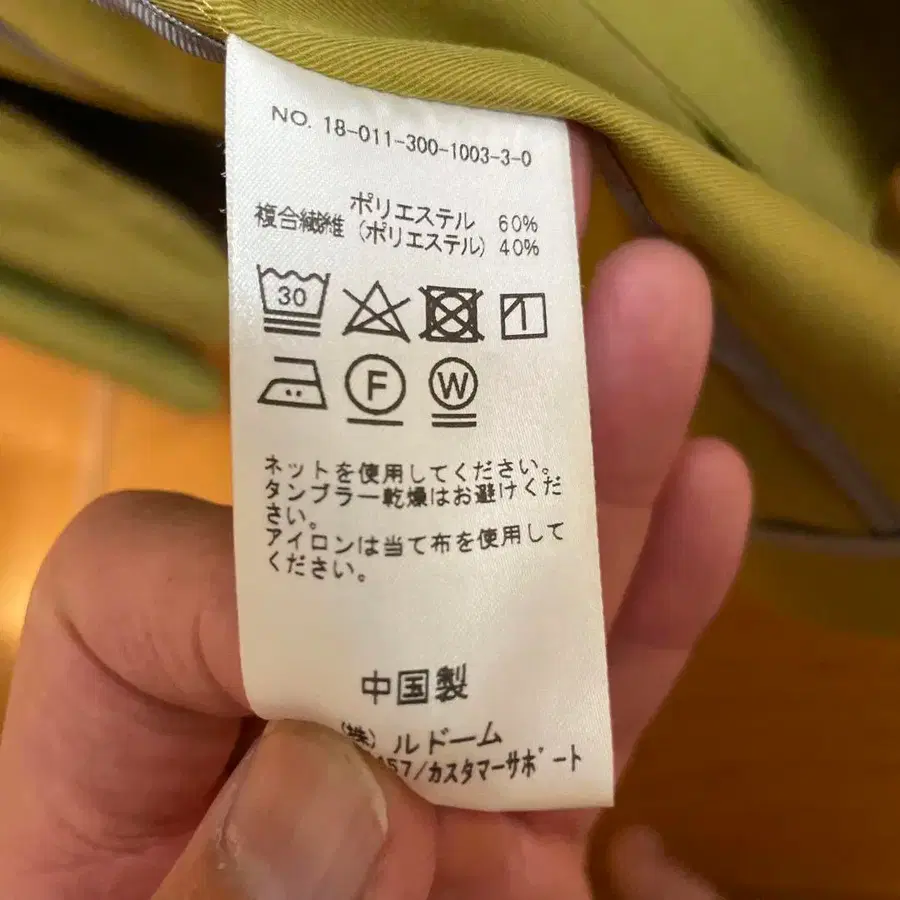 NO. 18-011-300-1003-3-0
ポリエステル 60%
複合繊維 (ポリエステル) 40%
30
F
W
ネットを使用してください。
タンブラー乾燥はお避けくだ
さい。
アイロンは当て布を使用して
ください。
中国製
(株) ルドーム
57/カスタマーサポート